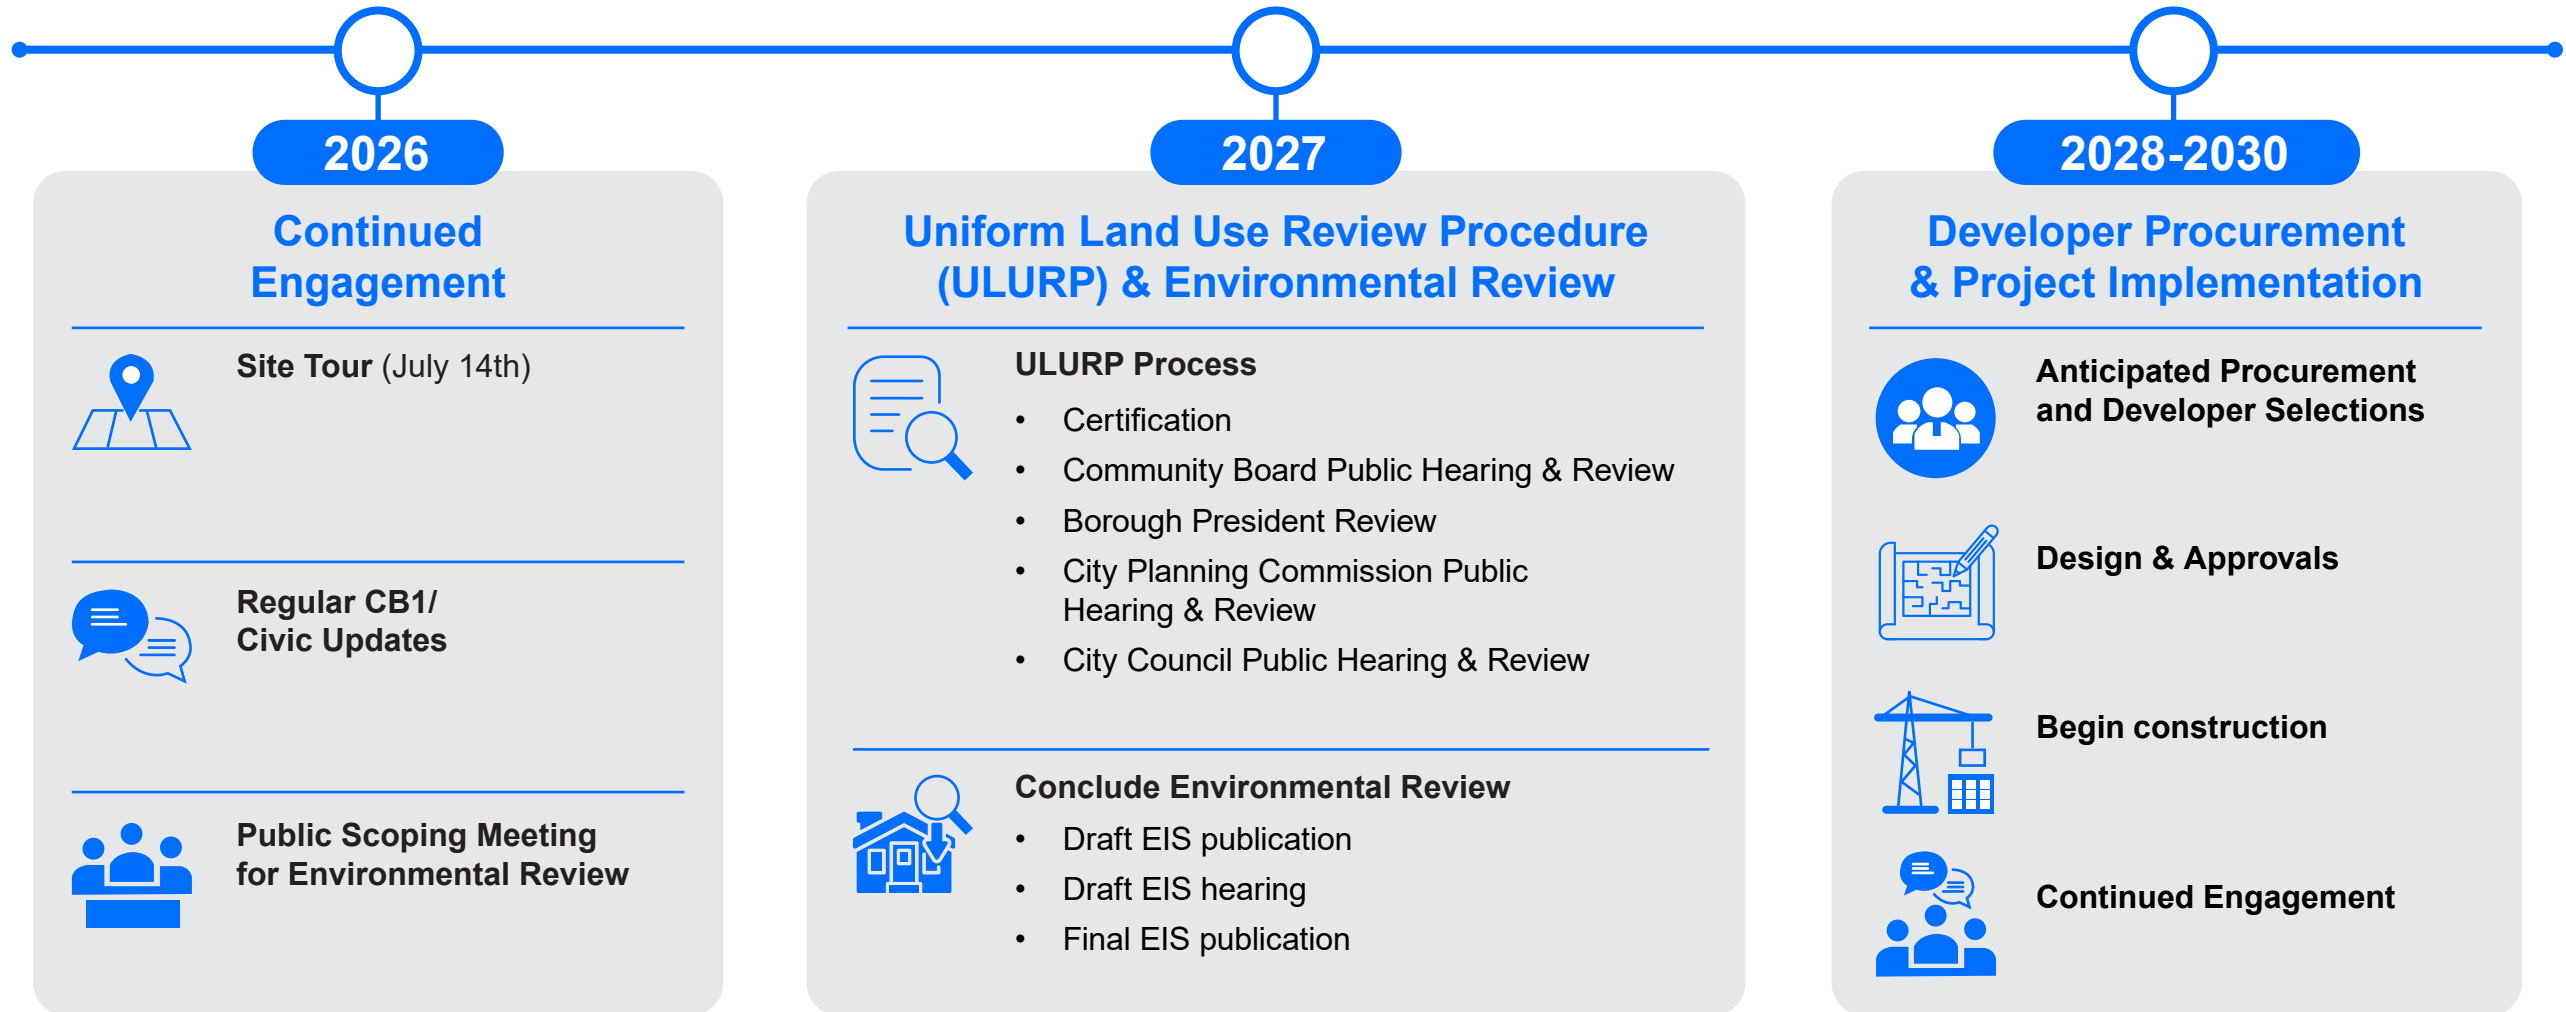 2026
Continued
Engagement
Site Tour (July 14th)
Regular CB1/
Civic Updates
Public Scoping Meeting
for Environmental Review
2027
Uniform Land Use Review Procedure
(ULURP) & Environmental Review
ULURP Process
• Certification
• Community Board Public Hearing & Review
• Borough President Review
• City Planning Commission Public
Hearing & Review
• City Council Public Hearing & Review
Conclude Environmental Review
• Draft EIS publication
• Draft EIS hearing
• Final EIS publication
2028-2030
Developer Procurement
& Project Implementation
Anticipated Procurement
and Developer Selections
Design & Approvals
Begin construction
Continued Engagement